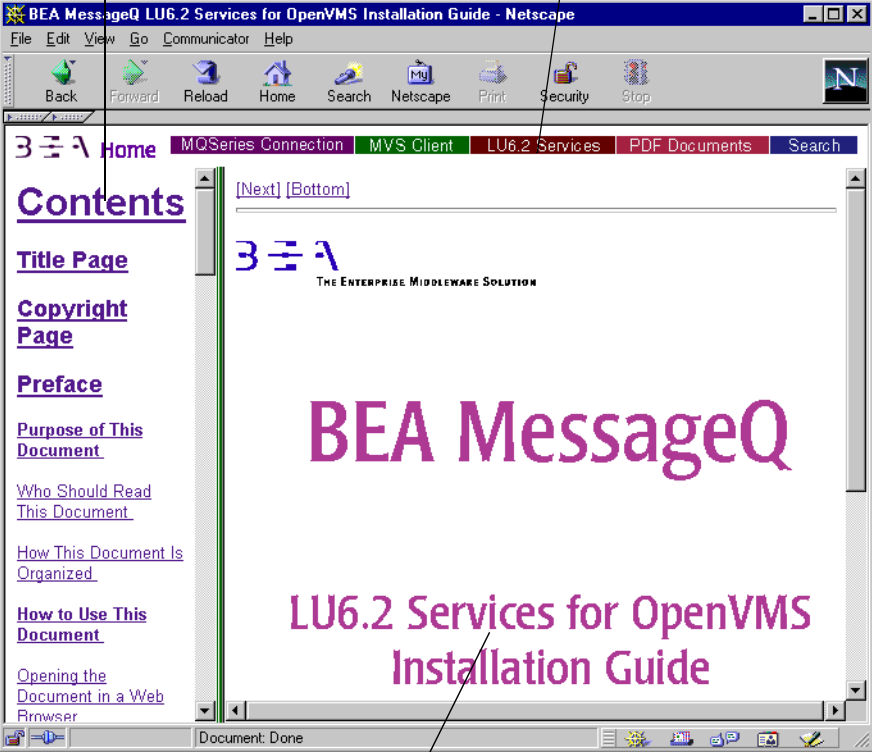 BEA MessageQ LU6.2 Services for OpenVMS Installation Guide - Netscape
File Edit View Go Communicator Help
Back Forward Reload Home Search Netscape Print Security Stop
My
N
BEA Home MQSeries Connection MVS Client LU6.2 Services PDF Documents Search
Contents
Title Page
Copyright
Page
Preface
Purpose of This
Document
Who Should Read
This Document
How This Document Is
Organized
How to Use This
Document
Opening the
Document in a Web
Browser
[Next] [Bottom]
BEA
THE ENTERPRISE MIDDLEWARE SOLUTION
BEA MessageQ
LU6.2 Services for OpenVMS
Installation Guide
Document: Done